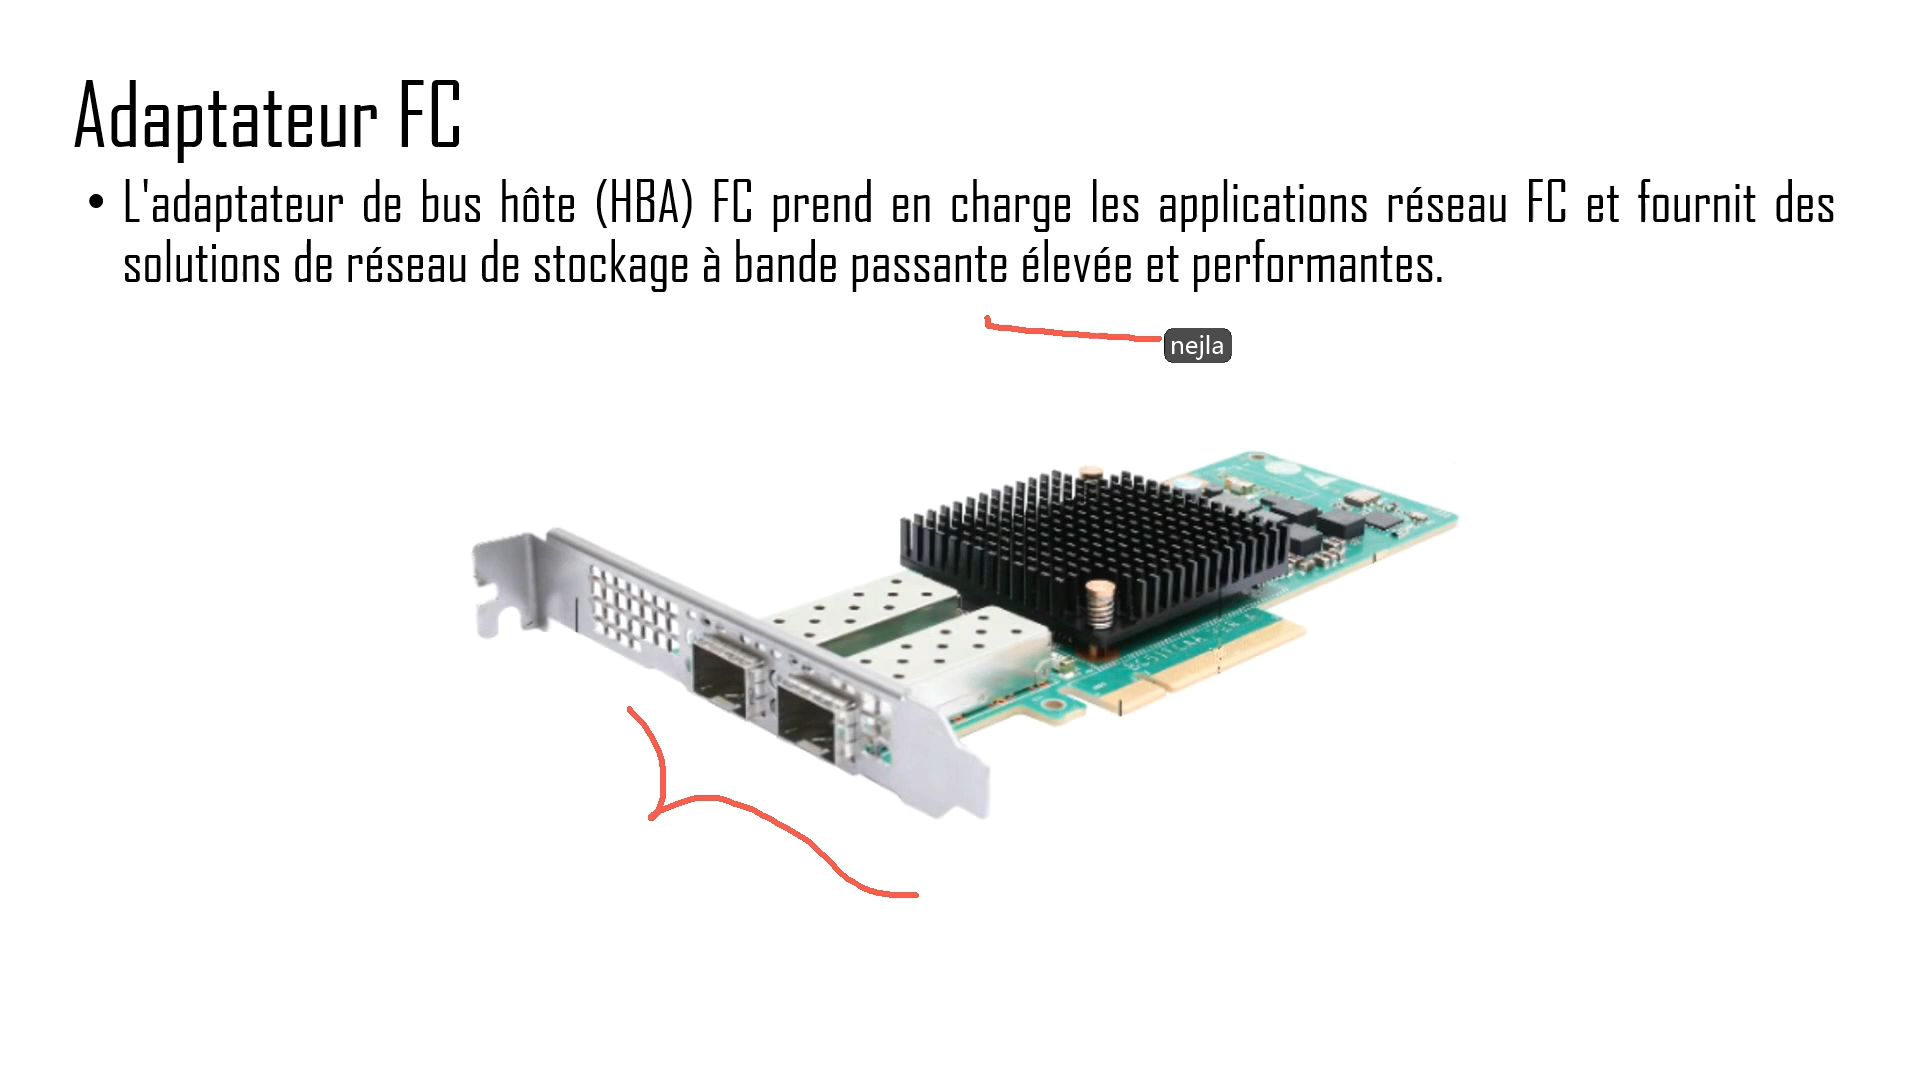 Adaptateur FC
• L'adaptateur de bus hôte (HBA) FC prend en charge les applications réseau FC et fournit des
solutions de réseau de stockage à bande passante élevée et performantes.
nejla